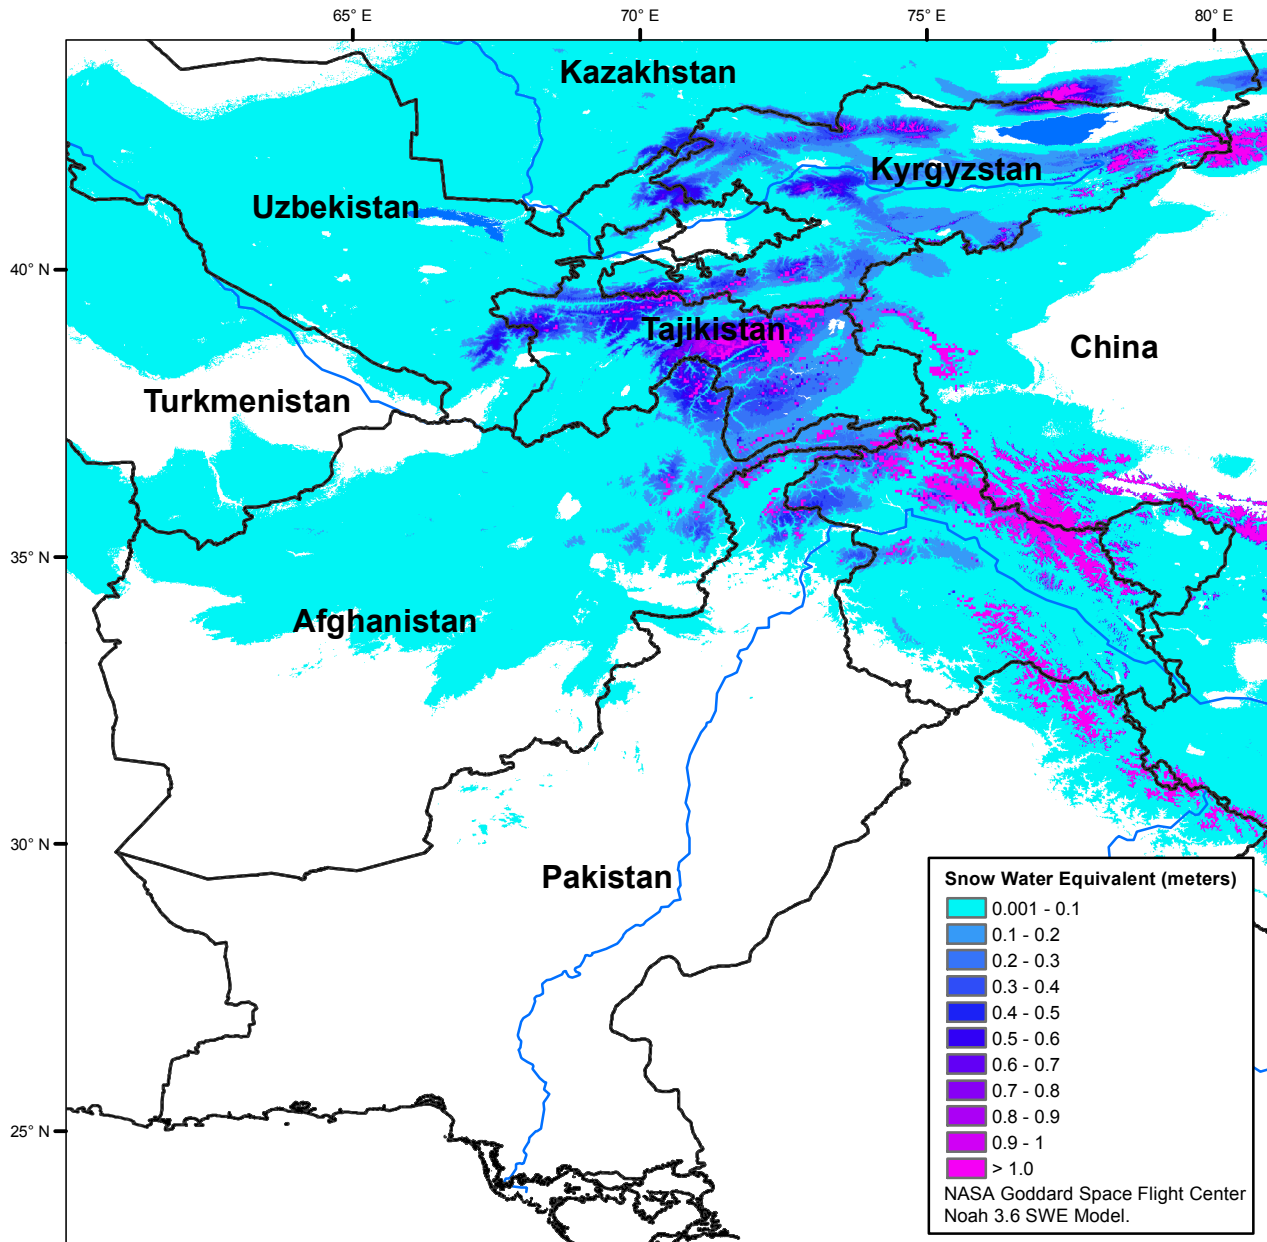 65° E
70° E
75° E
80° E
Kazakhstan
Kyrgyzstan
Uzbekistan
40° N
Tajikistan
China
Turkmenistan
35° N
Afghanistan
30° N
Pakistan
25° N
Snow Water Equivalent (meters)
0.001 - 0.1
0.1 - 0.2
0.2 - 0.3
0.3 - 0.4
0.4 - 0.5
0.5 - 0.6
0.6 - 0.7
0.7 - 0.8
0.8 - 0.9
0.9 - 1
> 1.0
NASA Goddard Space Flight Center
Noah 3.6 SWE Model.